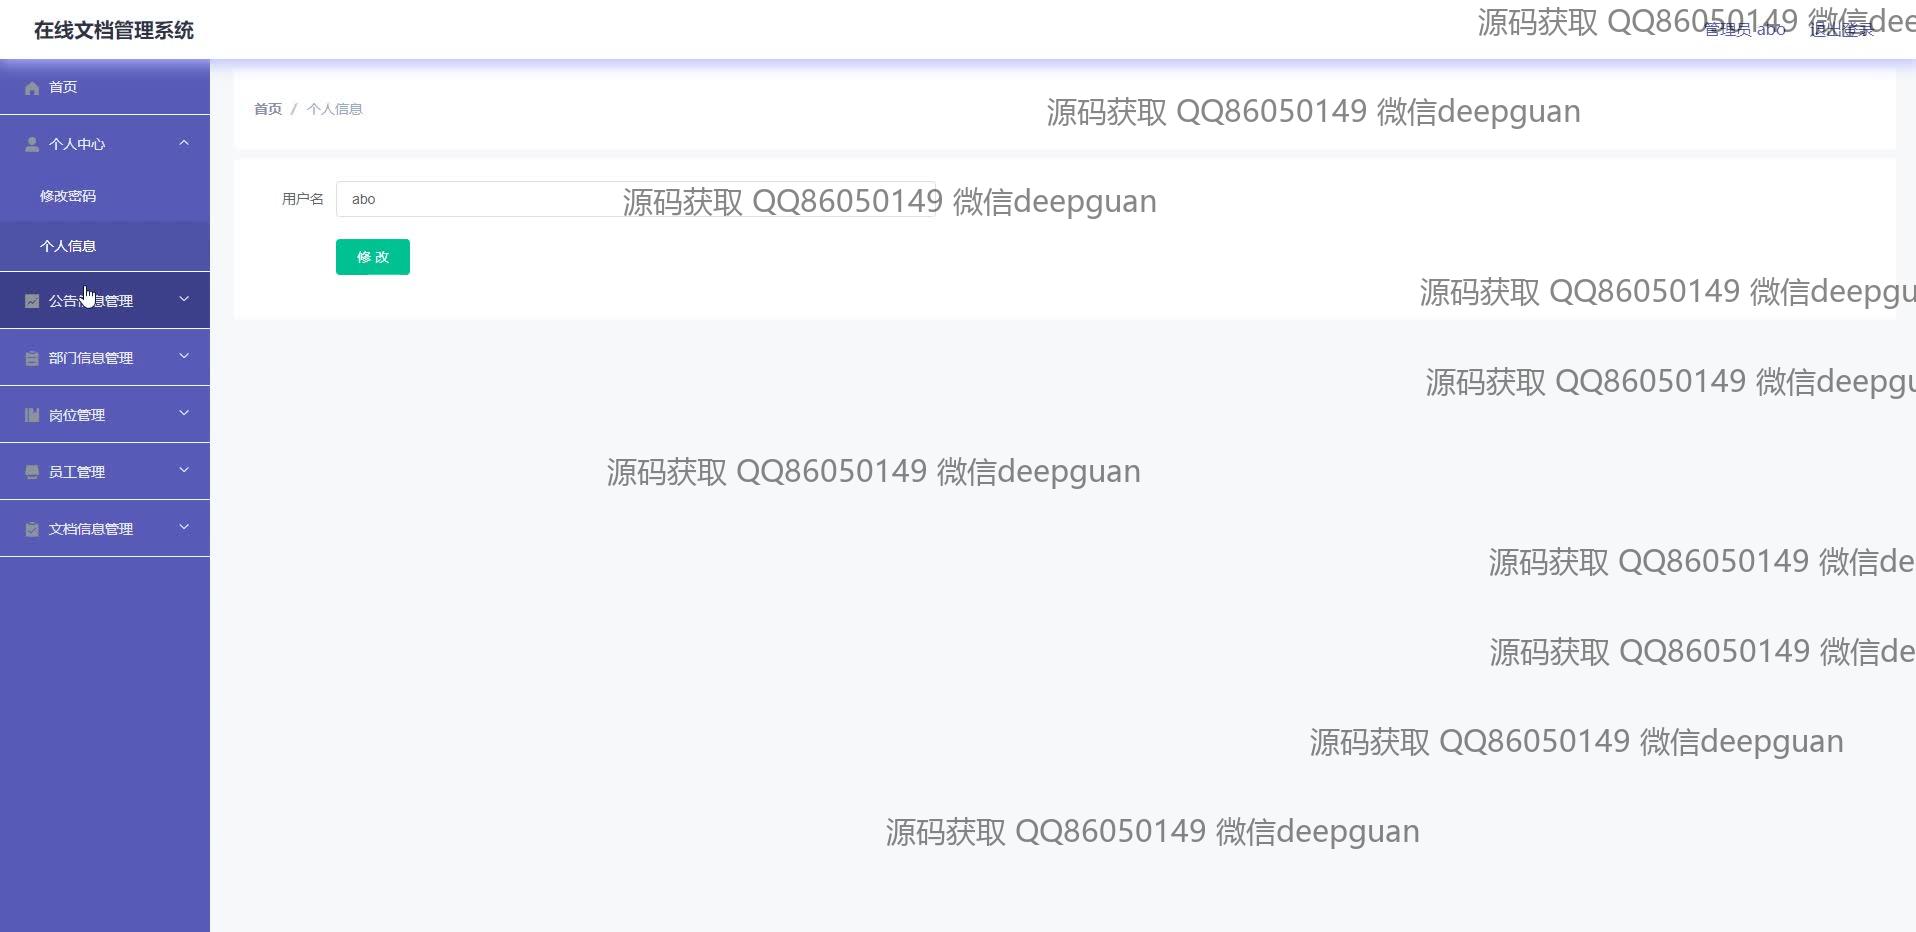 在线文档管理系统
源码获取 QQ86050149 微信deep
管理员 abo 退出登录
首页
首页 / 个人信息
源码获取 QQ86050149 微信deepguan
个人中心
修改密码
用户名 abo
源码获取 QQ86050149 微信deepguan
个人信息
修 改
公告信息管理
源码获取 QQ86050149 微信deepgu
部门信息管理
源码获取 QQ86050149 微信deepgu
岗位管理
员工管理
源码获取 QQ86050149 微信deepguan
文档信息管理
源码获取 QQ86050149 微信de
源码获取 QQ86050149 微信de
源码获取 QQ86050149 微信deepguan
源码获取 QQ86050149 微信deepguan